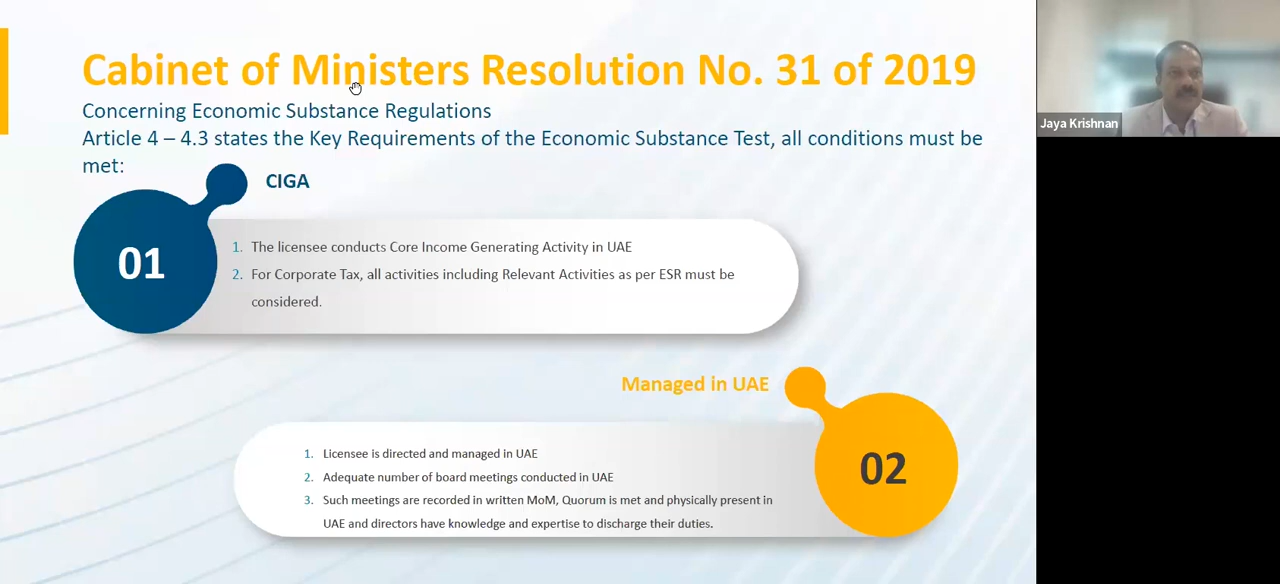 Cabinet of Ministers Resolution No. 31 of 2019
Concerning Economic Substance Regulations
Article 4 – 4.3 states the Key Requirements of the Economic Substance Test, all conditions must be
met:
CIGA
01
1. The licensee conducts Core Income Generating Activity in UAE
2. For Corporate Tax, all activities including Relevant Activities as per ESR must be
considered.
Managed in UAE
02
1. Licensee is directed and managed in UAE
2. Adequate number of board meetings conducted in UAE
3. Such meetings are recorded in written MoM, Quorum is met and physically present in
UAE and directors have knowledge and expertise to discharge their duties.
Jaya Krishnan